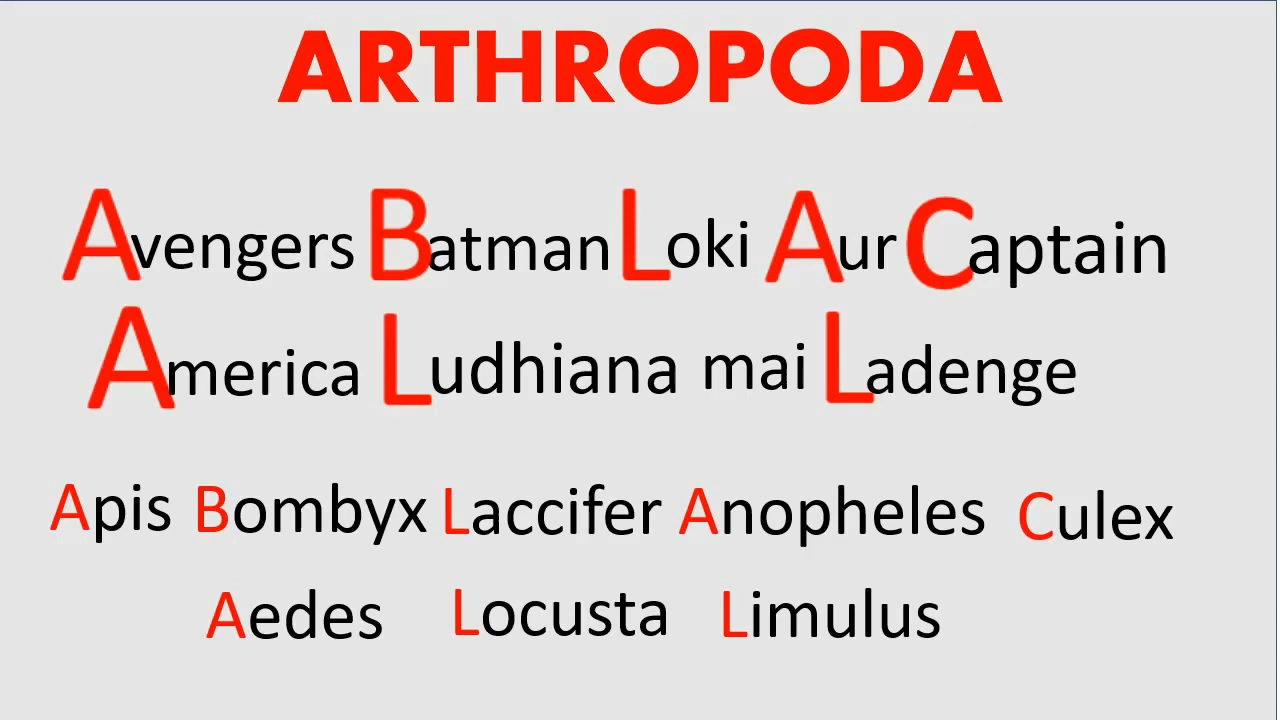 ARTHROPODA
Avengers Batman Loki Aur Captain
America Ludhiana mai Ladenge
Apis Bombyx Laccifer Anopheles Culex
Aedes Locusta Limulus